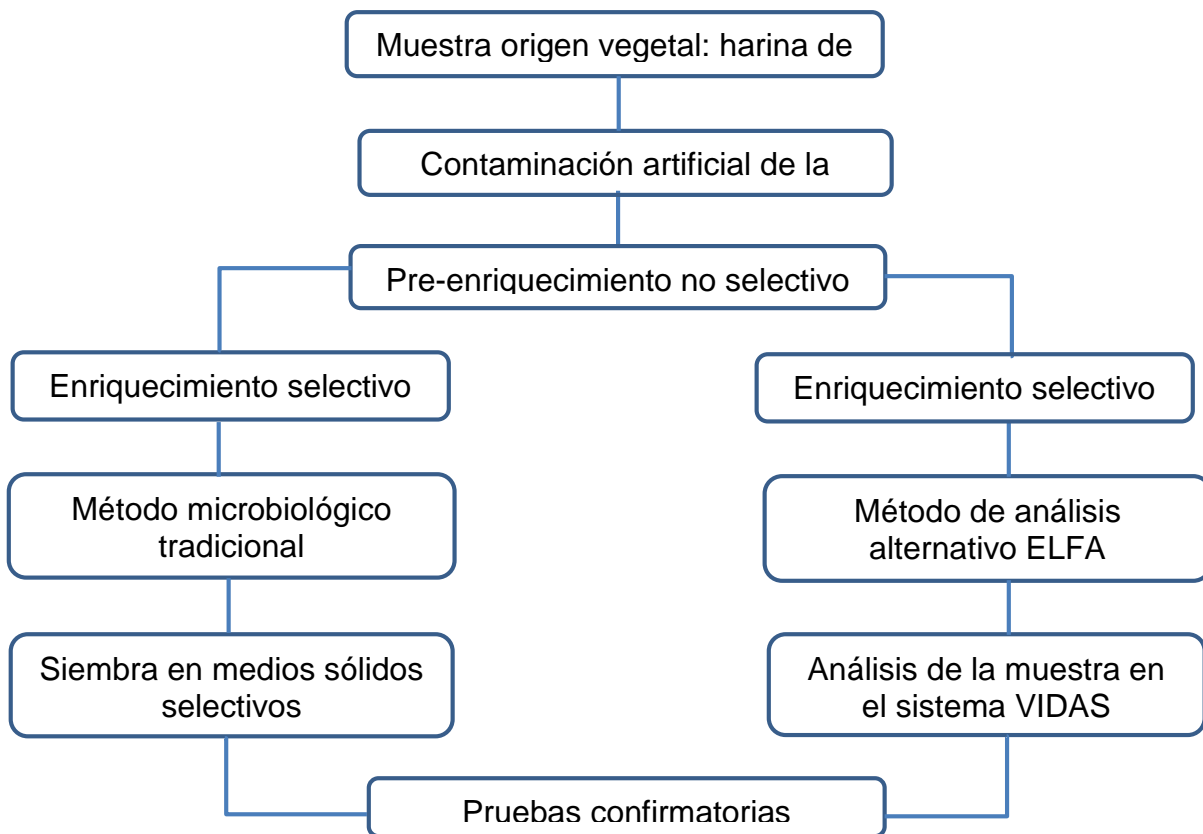 Muestra origen vegetal: harina de
Contaminación artificial de la
Pre-enriquecimiento no selectivo
Enriquecimiento selectivo
Enriquecimiento selectivo
Método microbiológico
tradicional
Método de análisis
alternativo ELFA
Siembra en medios sólidos
selectivos
Análisis de la muestra en
el sistema VIDAS
Pruebas confirmatorias